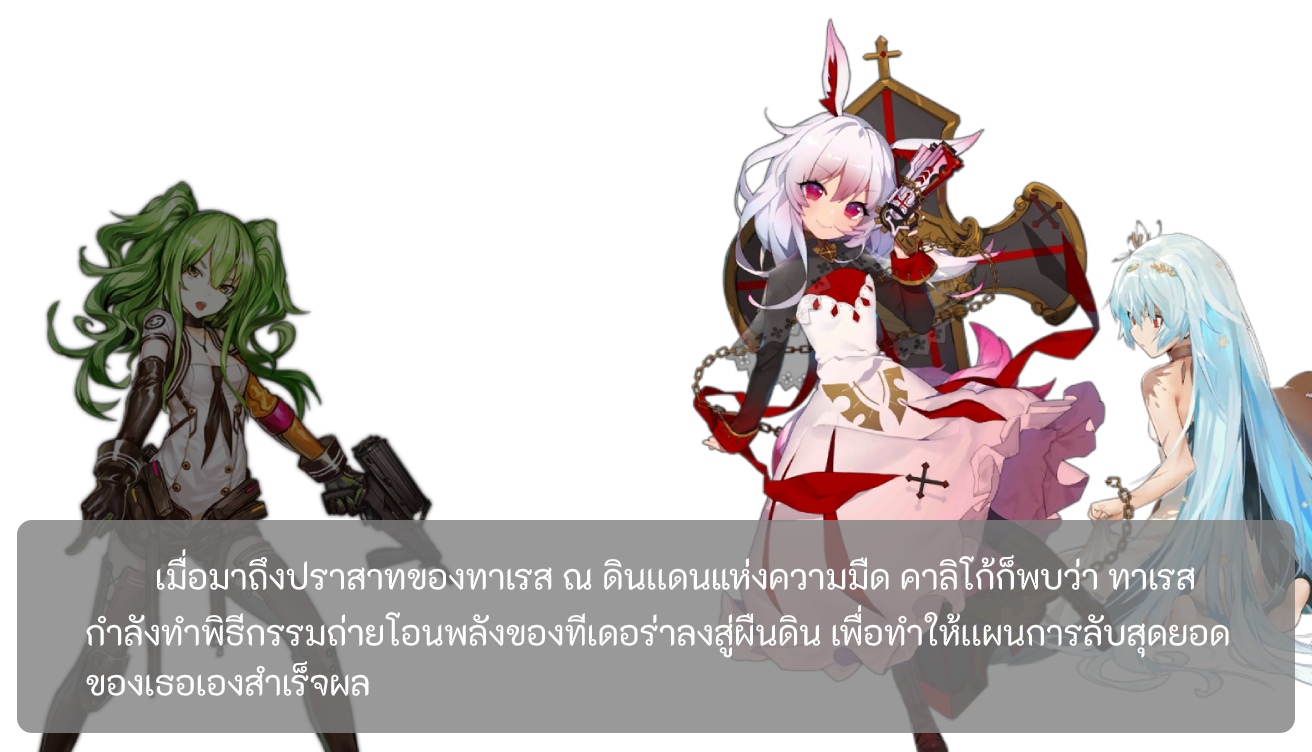 เมื่อมาถึงปราสาทของทาเรส ณ ดินแดนแห่งความมืด คาลิโก้ก็พบว่า ทาเรส
กำลังทำพิธีกรรมถ่ายโอนพลังของทีเดอร่าลงสู่ผืนดิน เพื่อทำให้แผนการลับสุดยอด
ของเธอเองสำเร็จผล